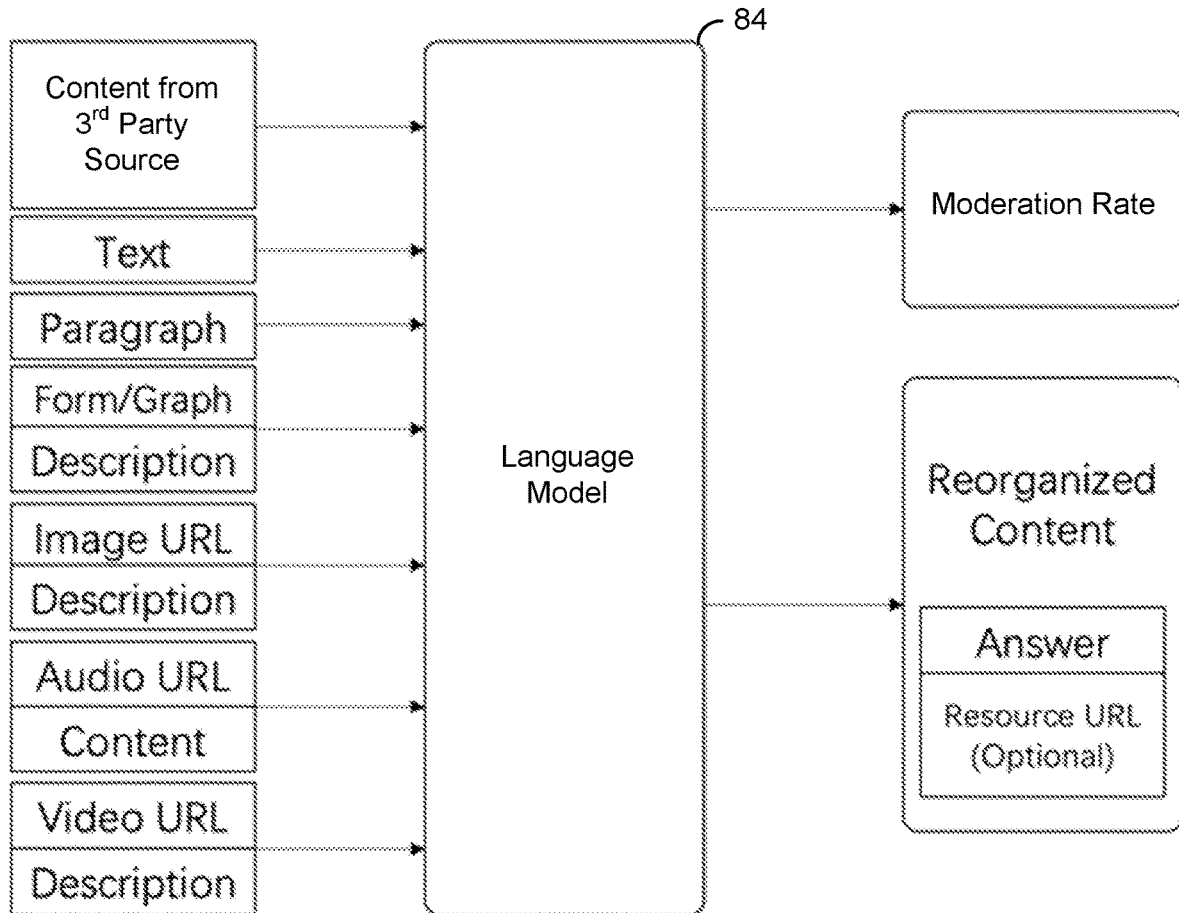 84
Content from
3rd Party
Source
Text
Paragraph
Form/Graph
Description
Image URL
Description
Audio URL
Content
Video URL
Description
Language
Model
Moderation Rate
Reorganized
Content
Answer
Resource URL
(Optional)